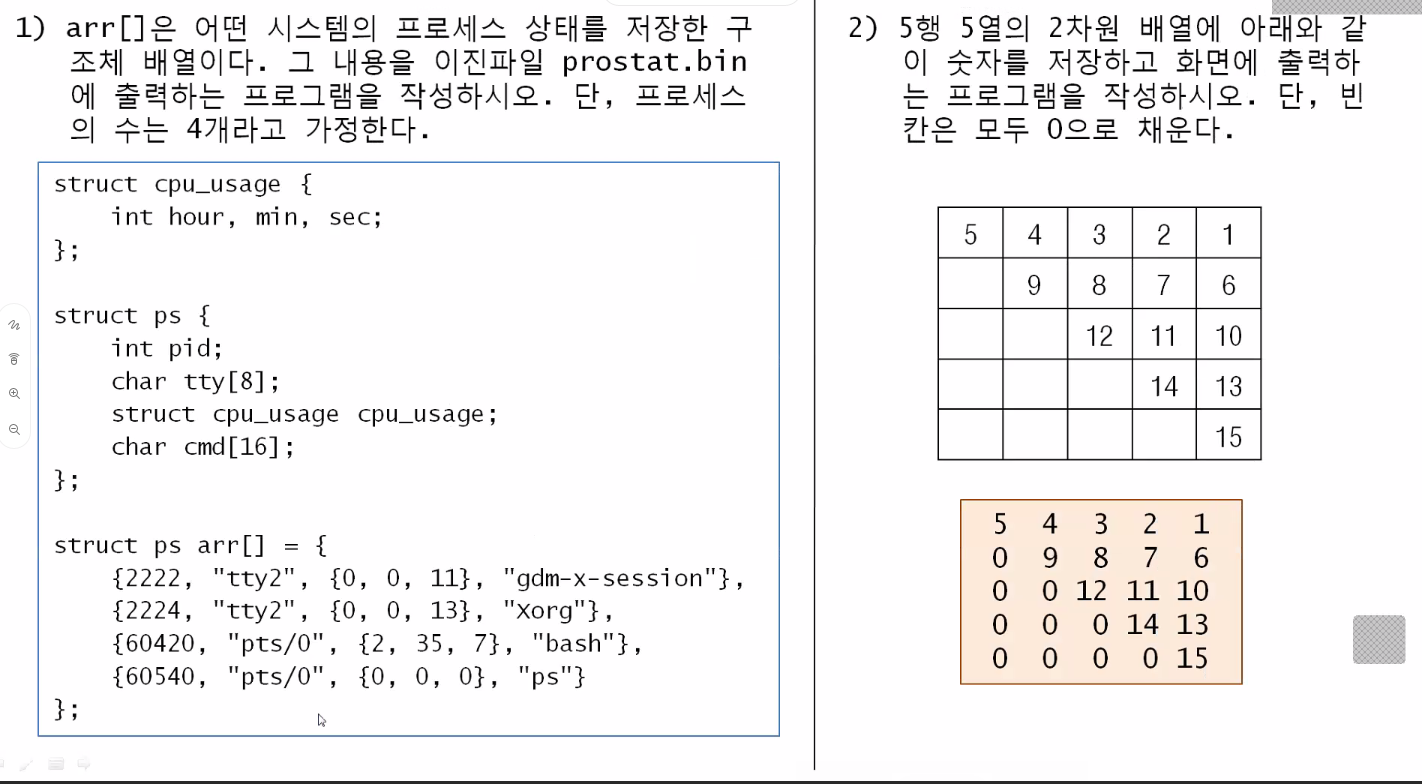 1) arr[]은 어떤 시스템의 프로세스 상태를 저장한 구
조체 배열이다. 그 내용을 이진파일 prostat.bin
에 출력하는 프로그램을 작성하시오. 단, 프로세스
의 수는 4개라고 가정한다.
struct cpu_usage {
    int hour, min, sec;
};
struct ps {
    int pid;
    char tty[8];
    struct cpu_usage cpu_usage;
    char cmd[16];
};
struct ps arr[] = {
    {2222, "tty2", {0, 0, 11}, "gdm-x-session"},
    {2224, "tty2", {0, 0, 13}, "Xorg"},
    {60420, "pts/0", {2, 35, 7}, "bash"},
    {60540, "pts/0", {0, 0, 0}, "ps"}
};
2) 5행 5열의 2차원 배열에 아래와 같
이 숫자를 저장하고 화면에 출력하
는 프로그램을 작성하시오. 단, 빈
칸은 모두 0으로 채운다.
5 4 3 2 1
9 8 7 6
12 11 10
14 13
15
5 4 3 2 1
0 9 8 7 6
0 0 12 11 10
0 0 0 14 13
0 0 0 0 15